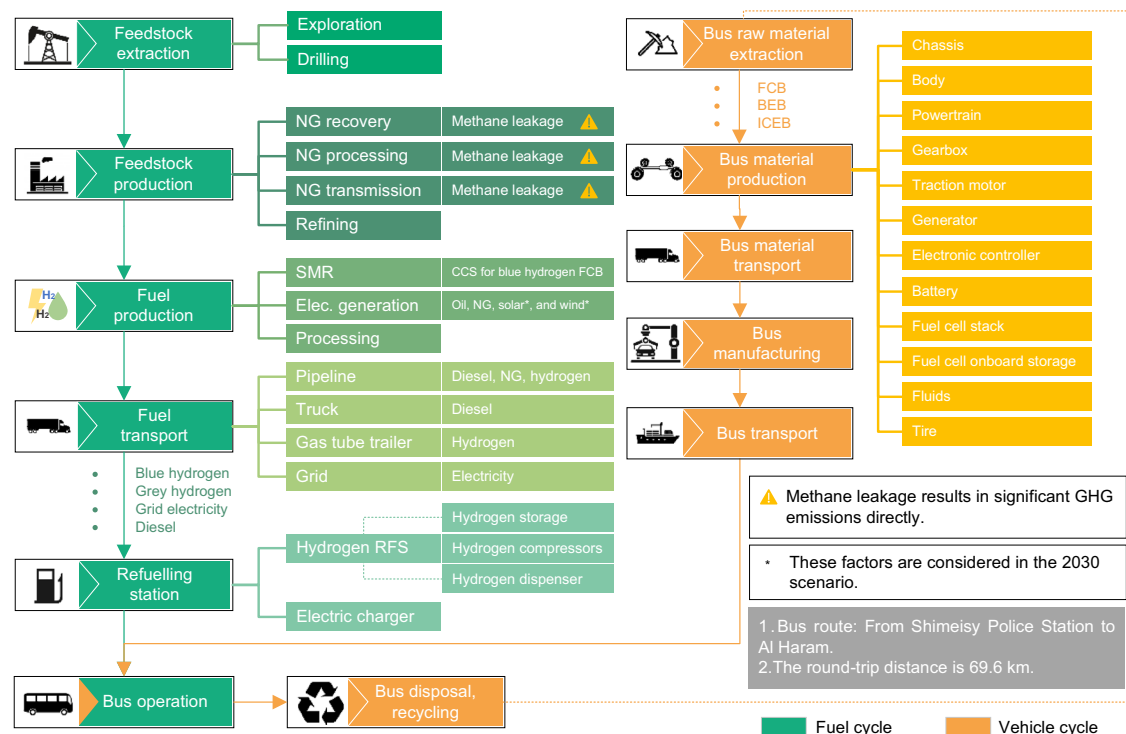 Feedstock
extraction
Exploration
Drilling
Feedstock
production
NG recovery
Methane leakage
NG processing
Methane leakage
NG transmission
Methane leakage
Refining
H2
H2
Fuel
production
SMR
CCS for blue hydrogen FCB
Elec. generation
Oil, NG, solar*, and wind*
Processing
Fuel
transport
Pipeline
Diesel, NG, hydrogen
Truck
Diesel
Gas tube trailer
Hydrogen
Grid
Electricity
• Blue hydrogen
• Grey hydrogen
• Grid electricity
• Diesel
Refuelling
station
Hydrogen RFS
Hydrogen storage
Hydrogen compressors
Hydrogen dispenser
Electric charger
Bus operation
Bus disposal,
recycling
Bus raw material
extraction
• FCB
• BEB
• ICEB
Bus material
production
Bus material
transport
Bus
manufacturing
Bus transport
Chassis
Body
Powertrain
Gearbox
Traction motor
Generator
Electronic controller
Battery
Fuel cell stack
Fuel cell onboard storage
Fluids
Tire
Methane leakage results in significant GHG
emissions directly.
* These factors are considered in the 2030
scenario.
1.Bus route: From Shimeisy Police Station to
Al Haram.
2.The round-trip distance is 69.6 km.
Fuel cycle
Vehicle cycle